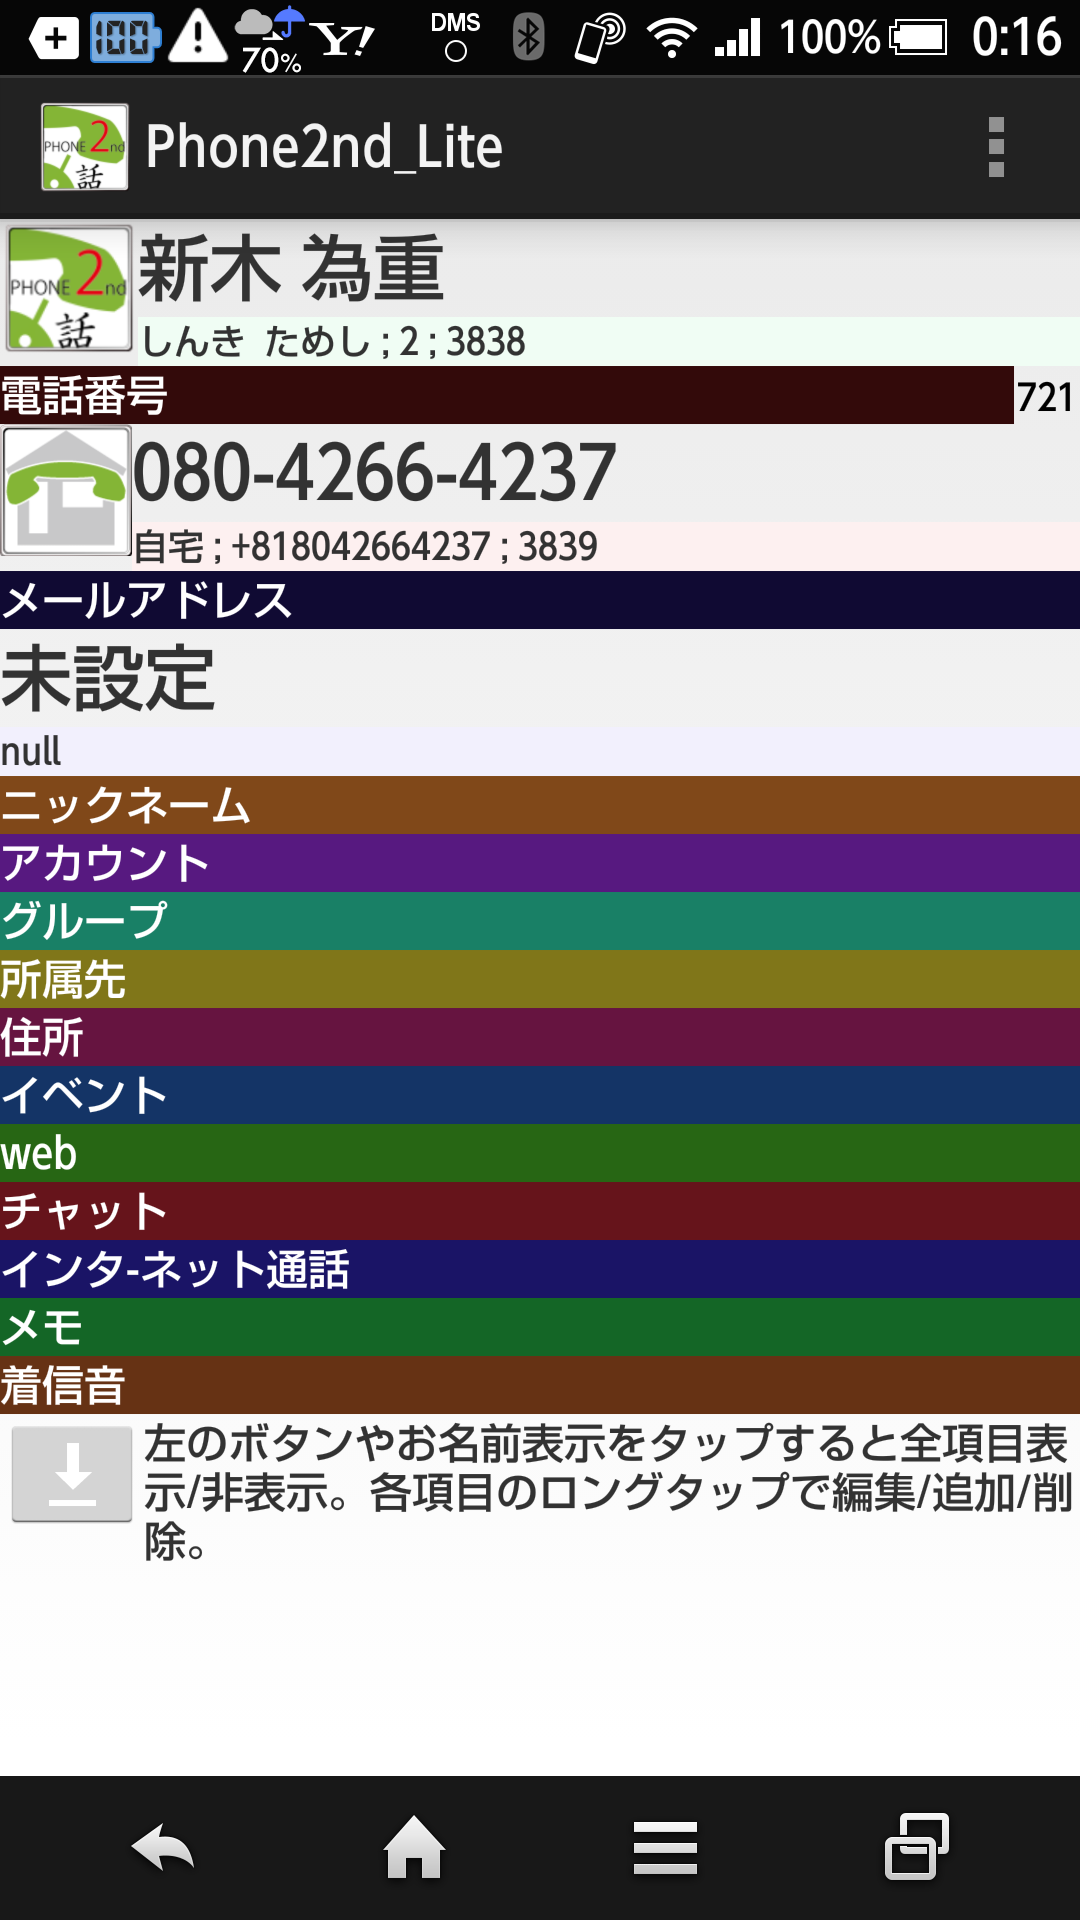 100 70% Y! DMS 100% 0:16
PHONE 2nd 話 Phone2nd_Lite
PHONE 2nd 話 新木 為重
しんき ためし ; 2 ; 3838
電話番号 721
080-4266-4237
自宅 ; +818042664237 ; 3839
メールアドレス
未設定
null
ニックネーム
アカウント
グループ
所属先
住所
イベント
web
チャット
インタ-ネット通話
メモ
着信音
左のボタンやお名前表示をタップすると全項目表
示/非表示。各項目のロングタップで編集/追加/削
除。